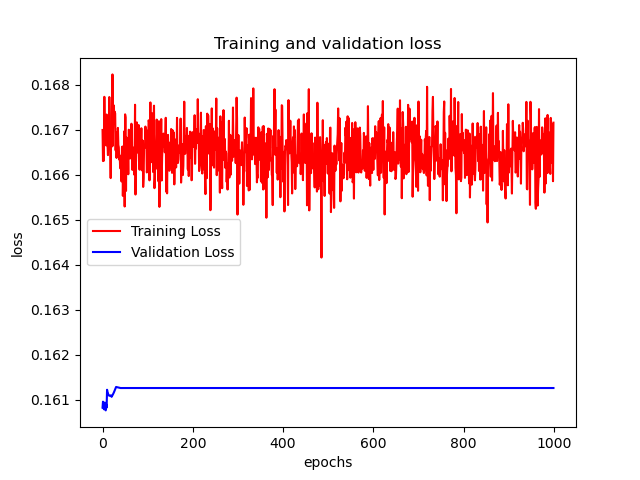 Training and validation loss
0.168
0.167
0.166
0.165
0.164
0.163
0.162
0.161
loss
Training Loss
Validation Loss
0
200
400
600
800
1000
epochs